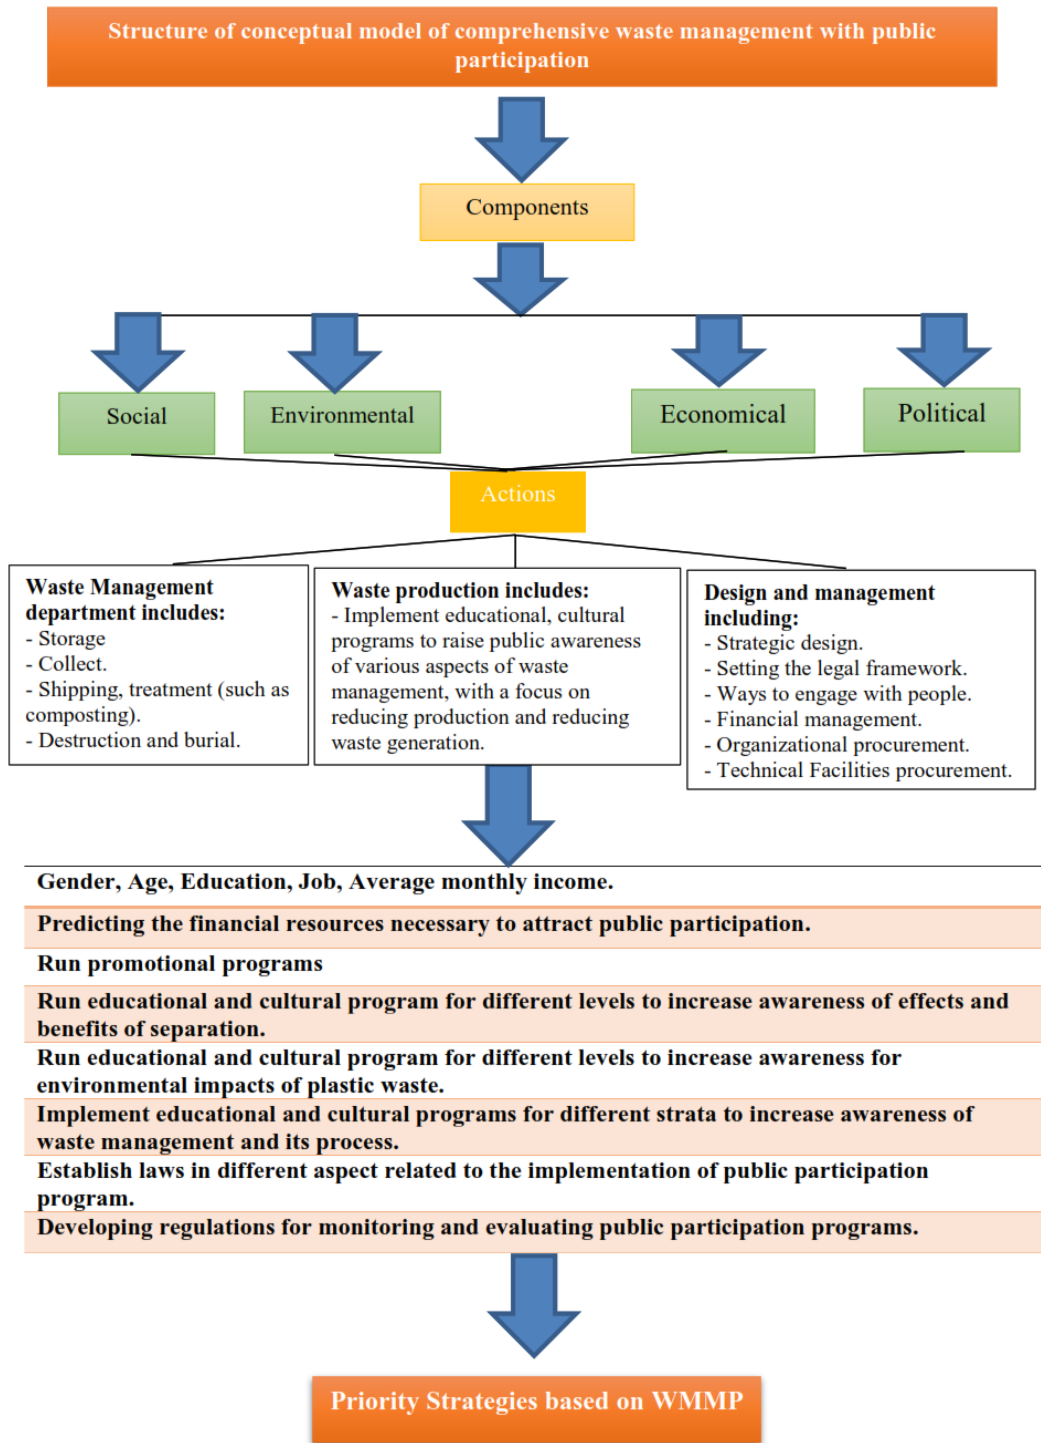 Structure of conceptual model of comprehensive waste management with public
participation
Components
Social
Environmental
Economical
Political
Actions
Waste Management
department includes:
- Storage
- Collect.
- Shipping, treatment (such as
composting).
- Destruction and burial.
Waste production includes:
- Implement educational, cultural
programs to raise public awareness
of various aspects of waste
management, with a focus on
reducing production and reducing
waste generation.
Design and management
including:
- Strategic design.
- Setting the legal framework.
- Ways to engage with people.
- Financial management.
- Organizational procurement.
- Technical Facilities procurement.
Gender, Age, Education, Job, Average monthly income.
Predicting the financial resources necessary to attract public participation.
Run promotional programs
Run educational and cultural program for different levels to increase awareness of effects and
benefits of separation.
Run educational and cultural program for different levels to increase awareness for
environmental impacts of plastic waste.
Implement educational and cultural programs for different strata to increase awareness of
waste management and its process.
Establish laws in different aspect related to the implementation of public participation
program.
Developing regulations for monitoring and evaluating public participation programs.
Priority Strategies based on WMMP